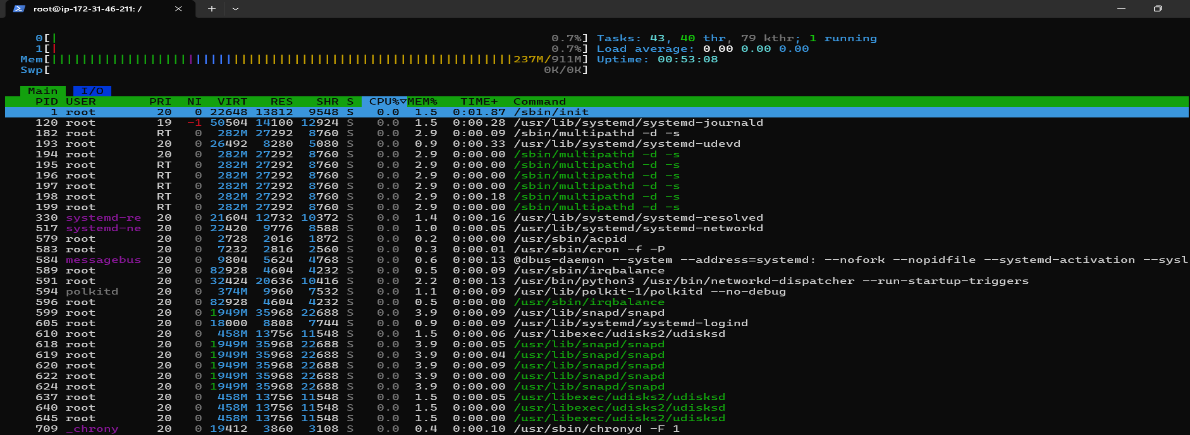 root@ip-172-31-46-211: /
0[| 0.7%] Tasks: 43, 40 thr, 79 kthr; 1 running
1[| 0.7%] Load average: 0.00 0.00 0.00
Mem[||||||||||||||||||||||||||||||||||||||||||||||||||||||||||||||237M/911M] Uptime: 00:53:08
Swp[ 0K/0K]
Main I/O
PID USER PRI NI VIRT RES SHR S CPU%▽MEM% TIME+ Command
1 root 20 0 22648 13812 9548 S 0.0 1.5 0:01.87 /sbin/init
120 root 19 -1 50504 14100 12924 S 0.0 1.5 0:00.28 /usr/lib/systemd/systemd-journald
182 root RT 0 282M 27292 8760 S 0.0 2.9 0:00.09 /sbin/multipathd -d -s
193 root 20 0 26492 8280 5080 S 0.0 0.9 0:00.33 /usr/lib/systemd/systemd-udevd
194 root 20 0 282M 27292 8760 S 0.0 2.9 0:00.00 /sbin/multipathd -d -s
195 root RT 0 282M 27292 8760 S 0.0 2.9 0:00.00 /sbin/multipathd -d -s
196 root RT 0 282M 27292 8760 S 0.0 2.9 0:00.00 /sbin/multipathd -d -s
197 root RT 0 282M 27292 8760 S 0.0 2.9 0:00.00 /sbin/multipathd -d -s
198 root RT 0 282M 27292 8760 S 0.0 2.9 0:00.18 /sbin/multipathd -d -s
199 root RT 0 282M 27292 8760 S 0.0 2.9 0:00.00 /sbin/multipathd -d -s
330 systemd-re 20 0 21604 12732 10372 S 0.0 1.4 0:00.16 /usr/lib/systemd/systemd-resolved
517 systemd-ne 20 0 22420 9776 8588 S 0.0 1.0 0:00.05 /usr/lib/systemd/systemd-networkd
579 root 20 0 2728 2016 1872 S 0.0 0.2 0:00.00 /usr/sbin/acpid
583 root 20 0 7232 2816 2560 S 0.0 0.3 0:00.01 /usr/sbin/cron -f -P
584 messagebus 20 0 9804 5624 4768 S 0.0 0.6 0:00.13 @dbus-daemon --system --address=systemd: --nofork --nopidfile --systemd-activation --sysl
589 root 20 0 82928 4604 4232 S 0.0 0.5 0:00.09 /usr/sbin/irqbalance
591 root 20 0 32424 20636 10416 S 0.0 2.2 0:00.13 /usr/bin/python3 /usr/bin/networkd-dispatcher --run-startup-triggers
594 polkitd 20 0 374M 9960 7532 S 0.0 1.1 0:00.09 /usr/lib/polkit-1/polkitd --no-debug
596 root 20 0 82928 4604 4232 S 0.0 0.5 0:00.00 /usr/sbin/irqbalance
599 root 20 0 1949M 35968 22688 S 0.0 3.9 0:00.09 /usr/lib/snapd/snapd
605 root 20 0 18000 8808 7744 S 0.0 0.9 0:00.09 /usr/lib/systemd/systemd-logind
610 root 20 0 458M 13756 11548 S 0.0 1.5 0:00.06 /usr/libexec/udisks2/udisksd
618 root 20 0 1949M 35968 22688 S 0.0 3.9 0:00.05 /usr/lib/snapd/snapd
619 root 20 0 1949M 35968 22688 S 0.0 3.9 0:00.04 /usr/lib/snapd/snapd
620 root 20 0 1949M 35968 22688 S 0.0 3.9 0:00.09 /usr/lib/snapd/snapd
622 root 20 0 1949M 35968 22688 S 0.0 3.9 0:00.00 /usr/lib/snapd/snapd
624 root 20 0 1949M 35968 22688 S 0.0 3.9 0:00.00 /usr/lib/snapd/snapd
637 root 20 0 458M 13756 11548 S 0.0 1.5 0:00.05 /usr/libexec/udisks2/udisksd
640 root 20 0 458M 13756 11548 S 0.0 1.5 0:00.00 /usr/libexec/udisks2/udisksd
645 root 20 0 458M 13756 11548 S 0.0 1.5 0:00.00 /usr/libexec/udisks2/udisksd
709 _chrony 20 0 19412 3860 3108 S 0.0 0.4 0:00.10 /usr/sbin/chronyd -F 1